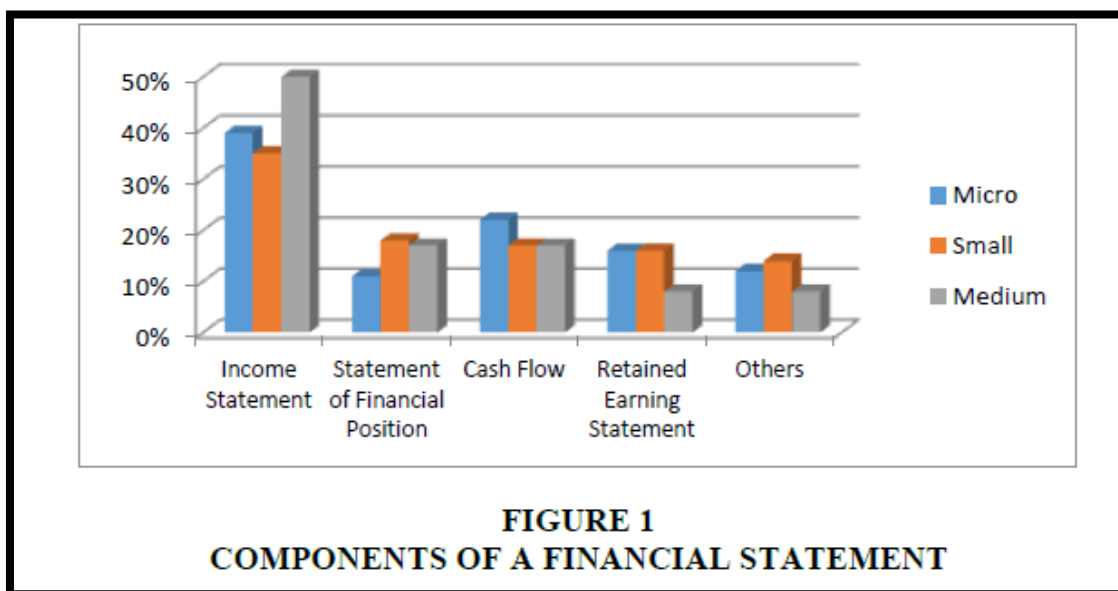 50%
40%
30%
20%
10%
0%
Income
Statement
Statement
of Financial
Position
Cash Flow
Retained
Earning
Statement
Others
Micro
Small
Medium
FIGURE 1
COMPONENTS OF A FINANCIAL STATEMENT